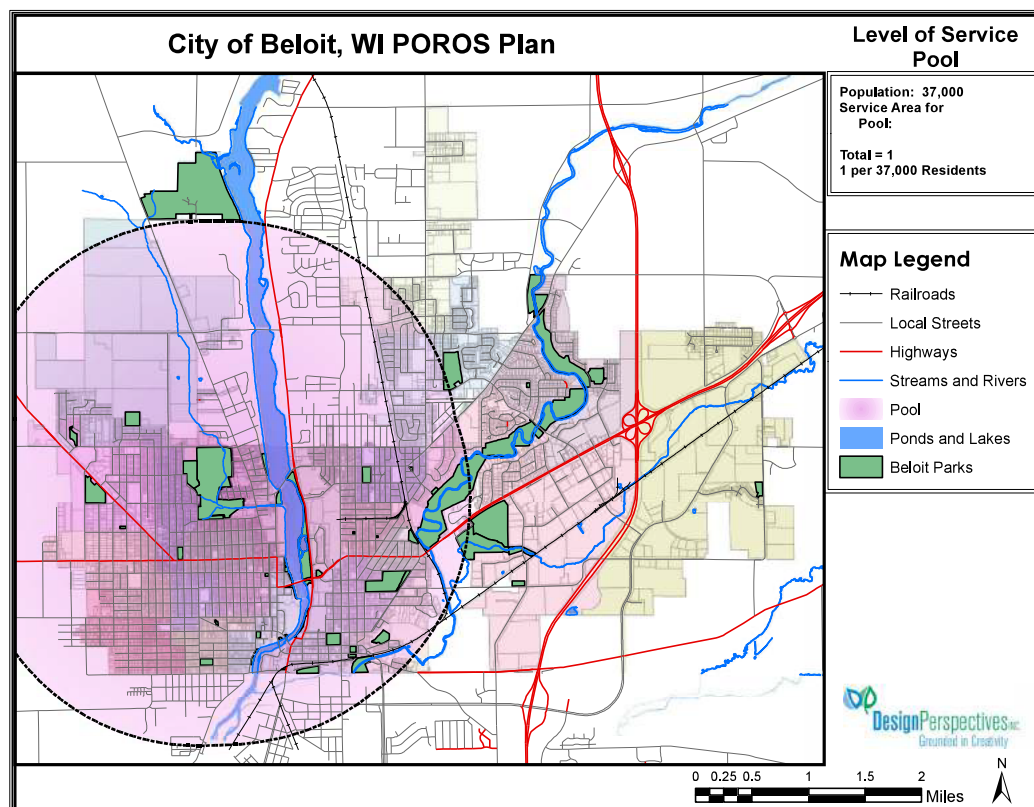 City of Beloit, WI POROS Plan
Level of Service
Pool
Population: 37,000
Service Area for
Pool:
Total = 1
1 per 37,000 Residents
Map Legend
Railroads
Local Streets
Highways
Streams and Rivers
Pool
Ponds and Lakes
Beloit Parks
DesignPerspectives INC.
Grounded in Creativity
N
0 0.25 0.5 1 1.5 2
Miles